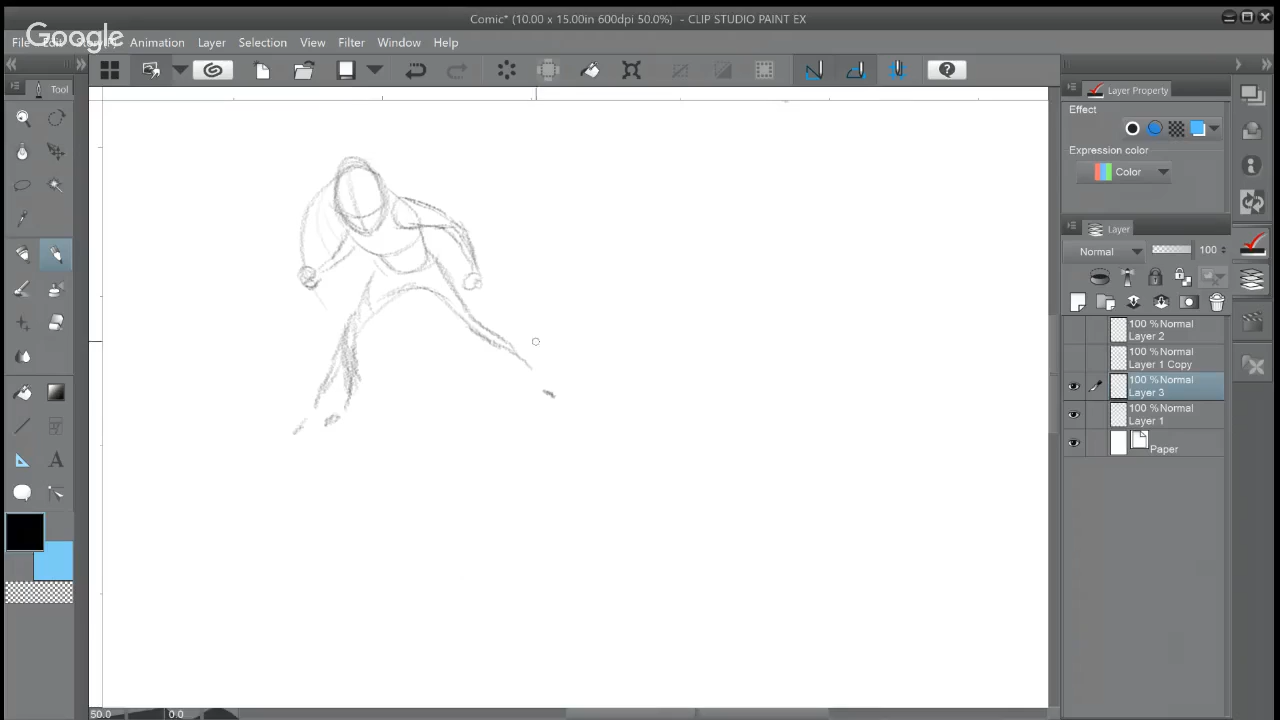 Comic* (10.00 x 15.00in 600dpi 50.0%) - CLIP STUDIO PAINT EX
Google
File Edit Story(P) Animation Layer Selection View Filter Window Help
Tool
Layer Property
Effect
Expression color
Color
Layer
Normal 100
100 %Normal
Layer 2
100 %Normal
Layer 1 Copy
100 %Normal
Layer 3
100 %Normal
Layer 1
Paper
50.0 0.0